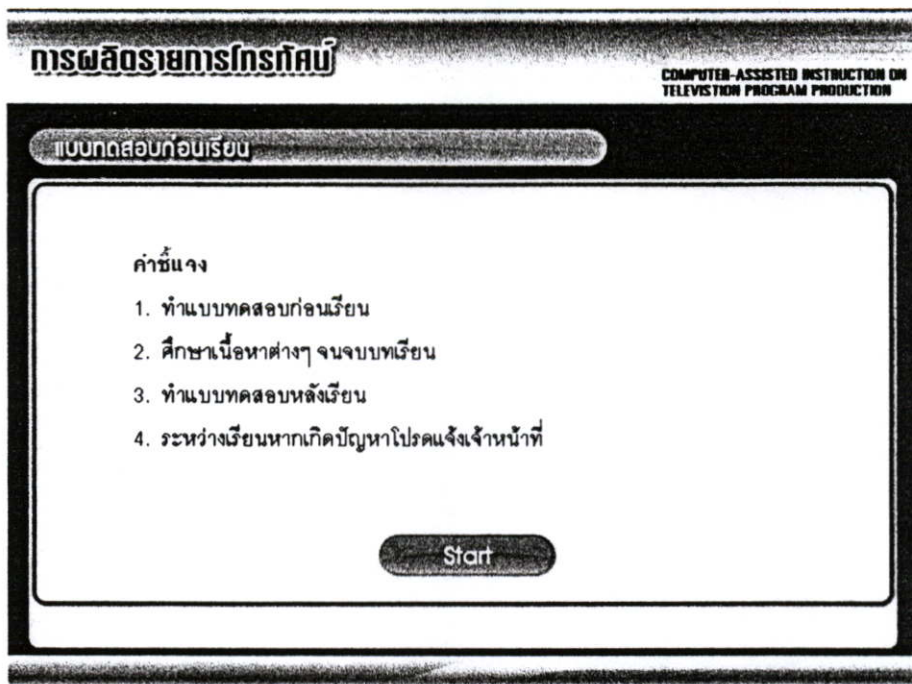 การผลิตรายการโทรทัศน์
COMPUTER-ASSISTED INSTRUCTION ON
TELEVISTION PROGRAM PRODUCTION
แบบทดสอบก่อนเรียน
คำชี้แจง
1. ทำแบบทดสอบก่อนเรียน
2. ศึกษาเนื้อหาต่างๆ จนจบบทเรียน
3. ทำแบบทดสอบหลังเรียน
4. ระหว่างเรียนหากเกิดปัญหาโปรดแจ้งเจ้าหน้าที่
Start